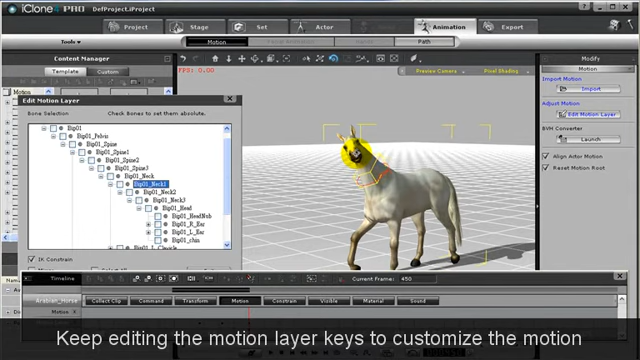 iClone4 PRO DefProject.iProject
Project Stage Set Animation Export
Tools Motion Path
Content Manager
Template Custom
FPS: 0.00
Preview Camera Pixel Shading
Modify
Motion
Import Motion
Import
Adjust Motion
Edit Motion Layer
BVH Converter
Launch
Align Actor Motion
Reset Motion Root
Edit Motion Layer
Bone Selection Check Bones to set them absolute.
Bip01
Bip01_Pelvis
Bip01_Spine
Bip01_Spine1
Bip01_Spine2
Bip01_Spine3
Bip01_Neck
Bip01_Neck1
Bip01_Neck2
Bip01_Neck3
Bip01_Head
Bip01_HeadNub
Bip01_R_Ear
Bip01_L_Ear
Bip01_chin
IK Constrain
Timeline Current Frame: 450
Arabian_Horse Collect Clip Command Transform Motion Constrain Visible Material Sound
Motion
Keep editing the motion layer keys to customize the motion